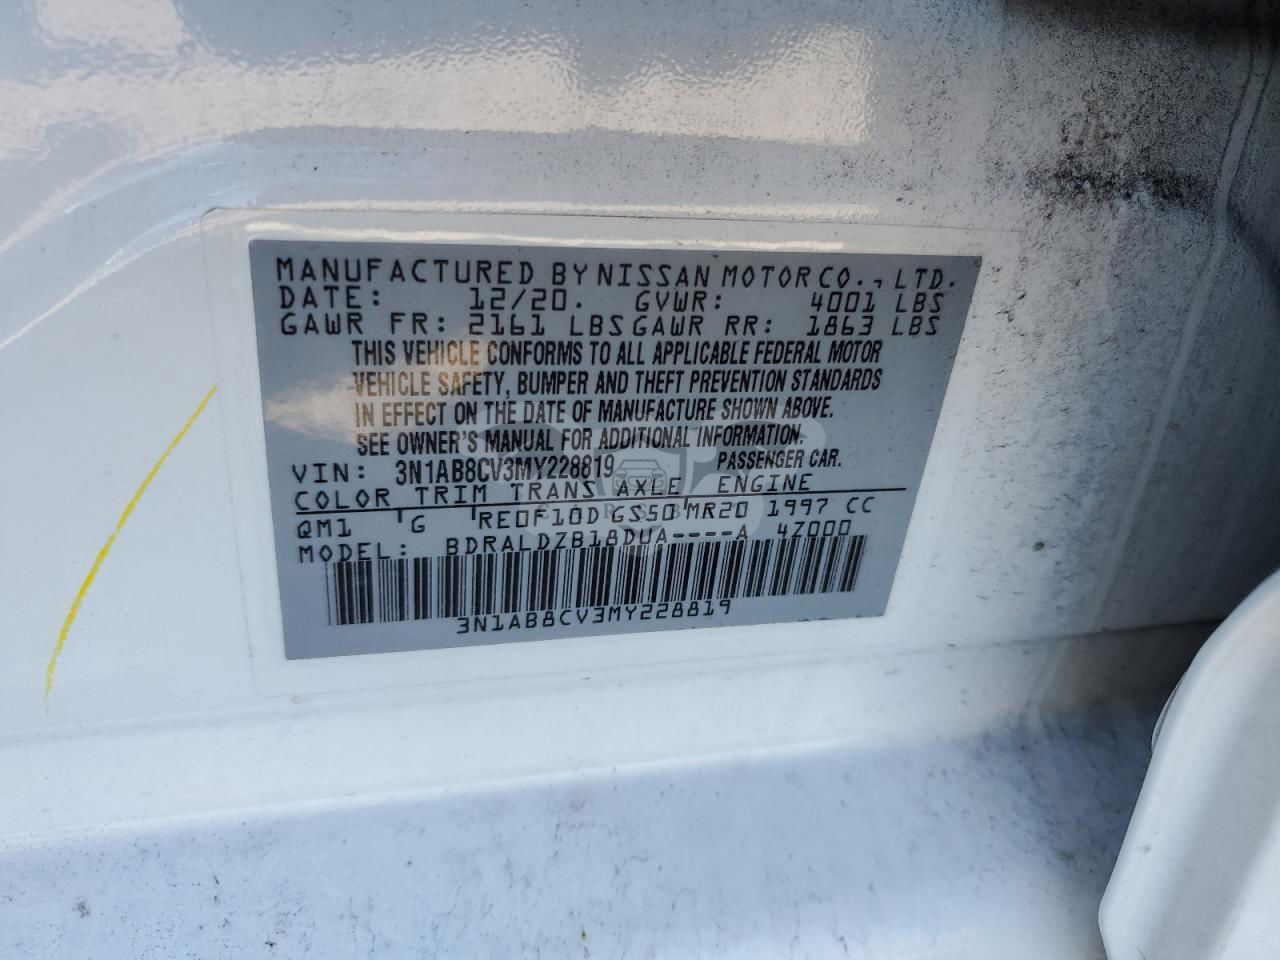 MANUFACTURED BY NISSAN MOTOR CO., LTD.
DATE: 12/20. GVWR: 4001 LBS
GAWR FR: 2161 LBS GAWR RR: 1863 LBS
THIS VEHICLE CONFORMS TO ALL APPLICABLE FEDERAL MOTOR
VEHICLE SAFETY, BUMPER AND THEFT PREVENTION STANDARDS
IN EFFECT ON THE DATE OF MANUFACTURE SHOWN ABOVE.
SEE OWNER'S MANUAL FOR ADDITIONAL INFORMATION.
VIN: 3N1AB8CV3MY228819 PASSENGER CAR.
COLOR TRIM TRANS AXLE ENGINE
QM1 G RE0F10D GS50 MR20 1997 CC
MODEL: BDRALDZB18DUA----A 4Z000
3N1AB8CV3MY228819